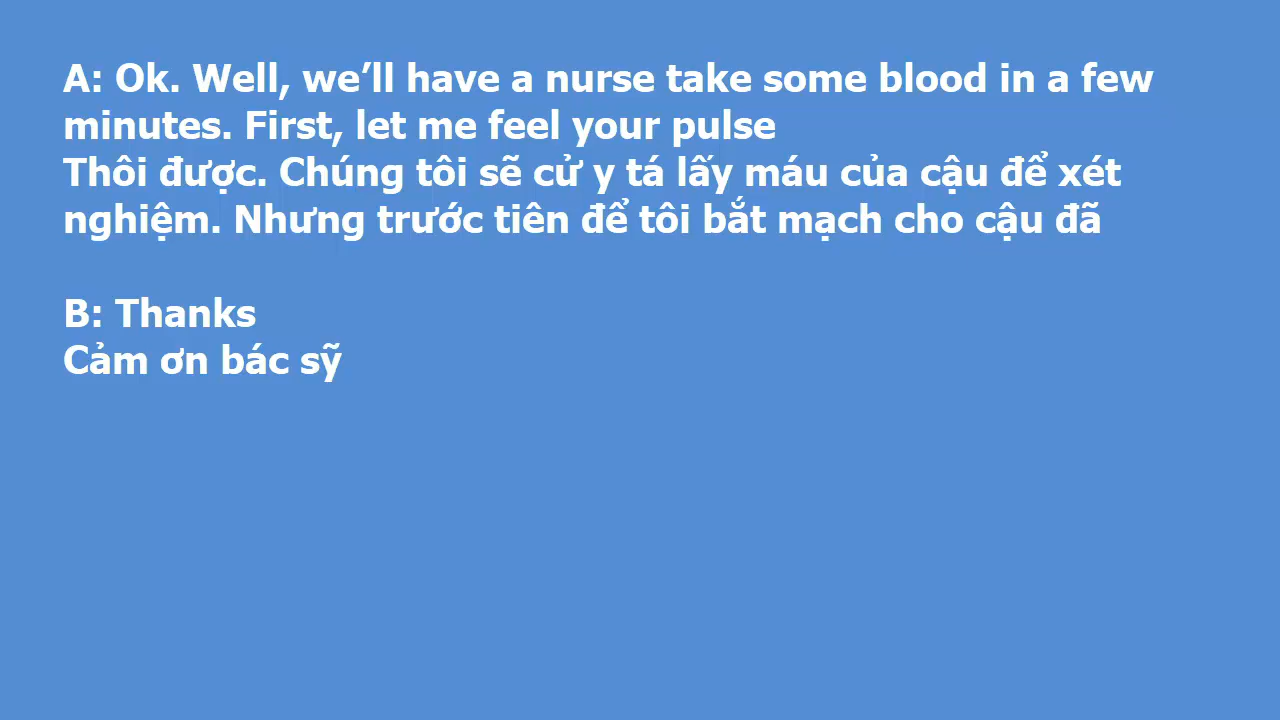 A: Ok. Well, we’ll have a nurse take some blood in a few
minutes. First, let me feel your pulse
Thôi được. Chúng tôi sẽ cử y tá lấy máu của cậu để xét
nghiệm. Nhưng trước tiên để tôi bắt mạch cho cậu đã
B: Thanks
Cảm ơn bác sỹ